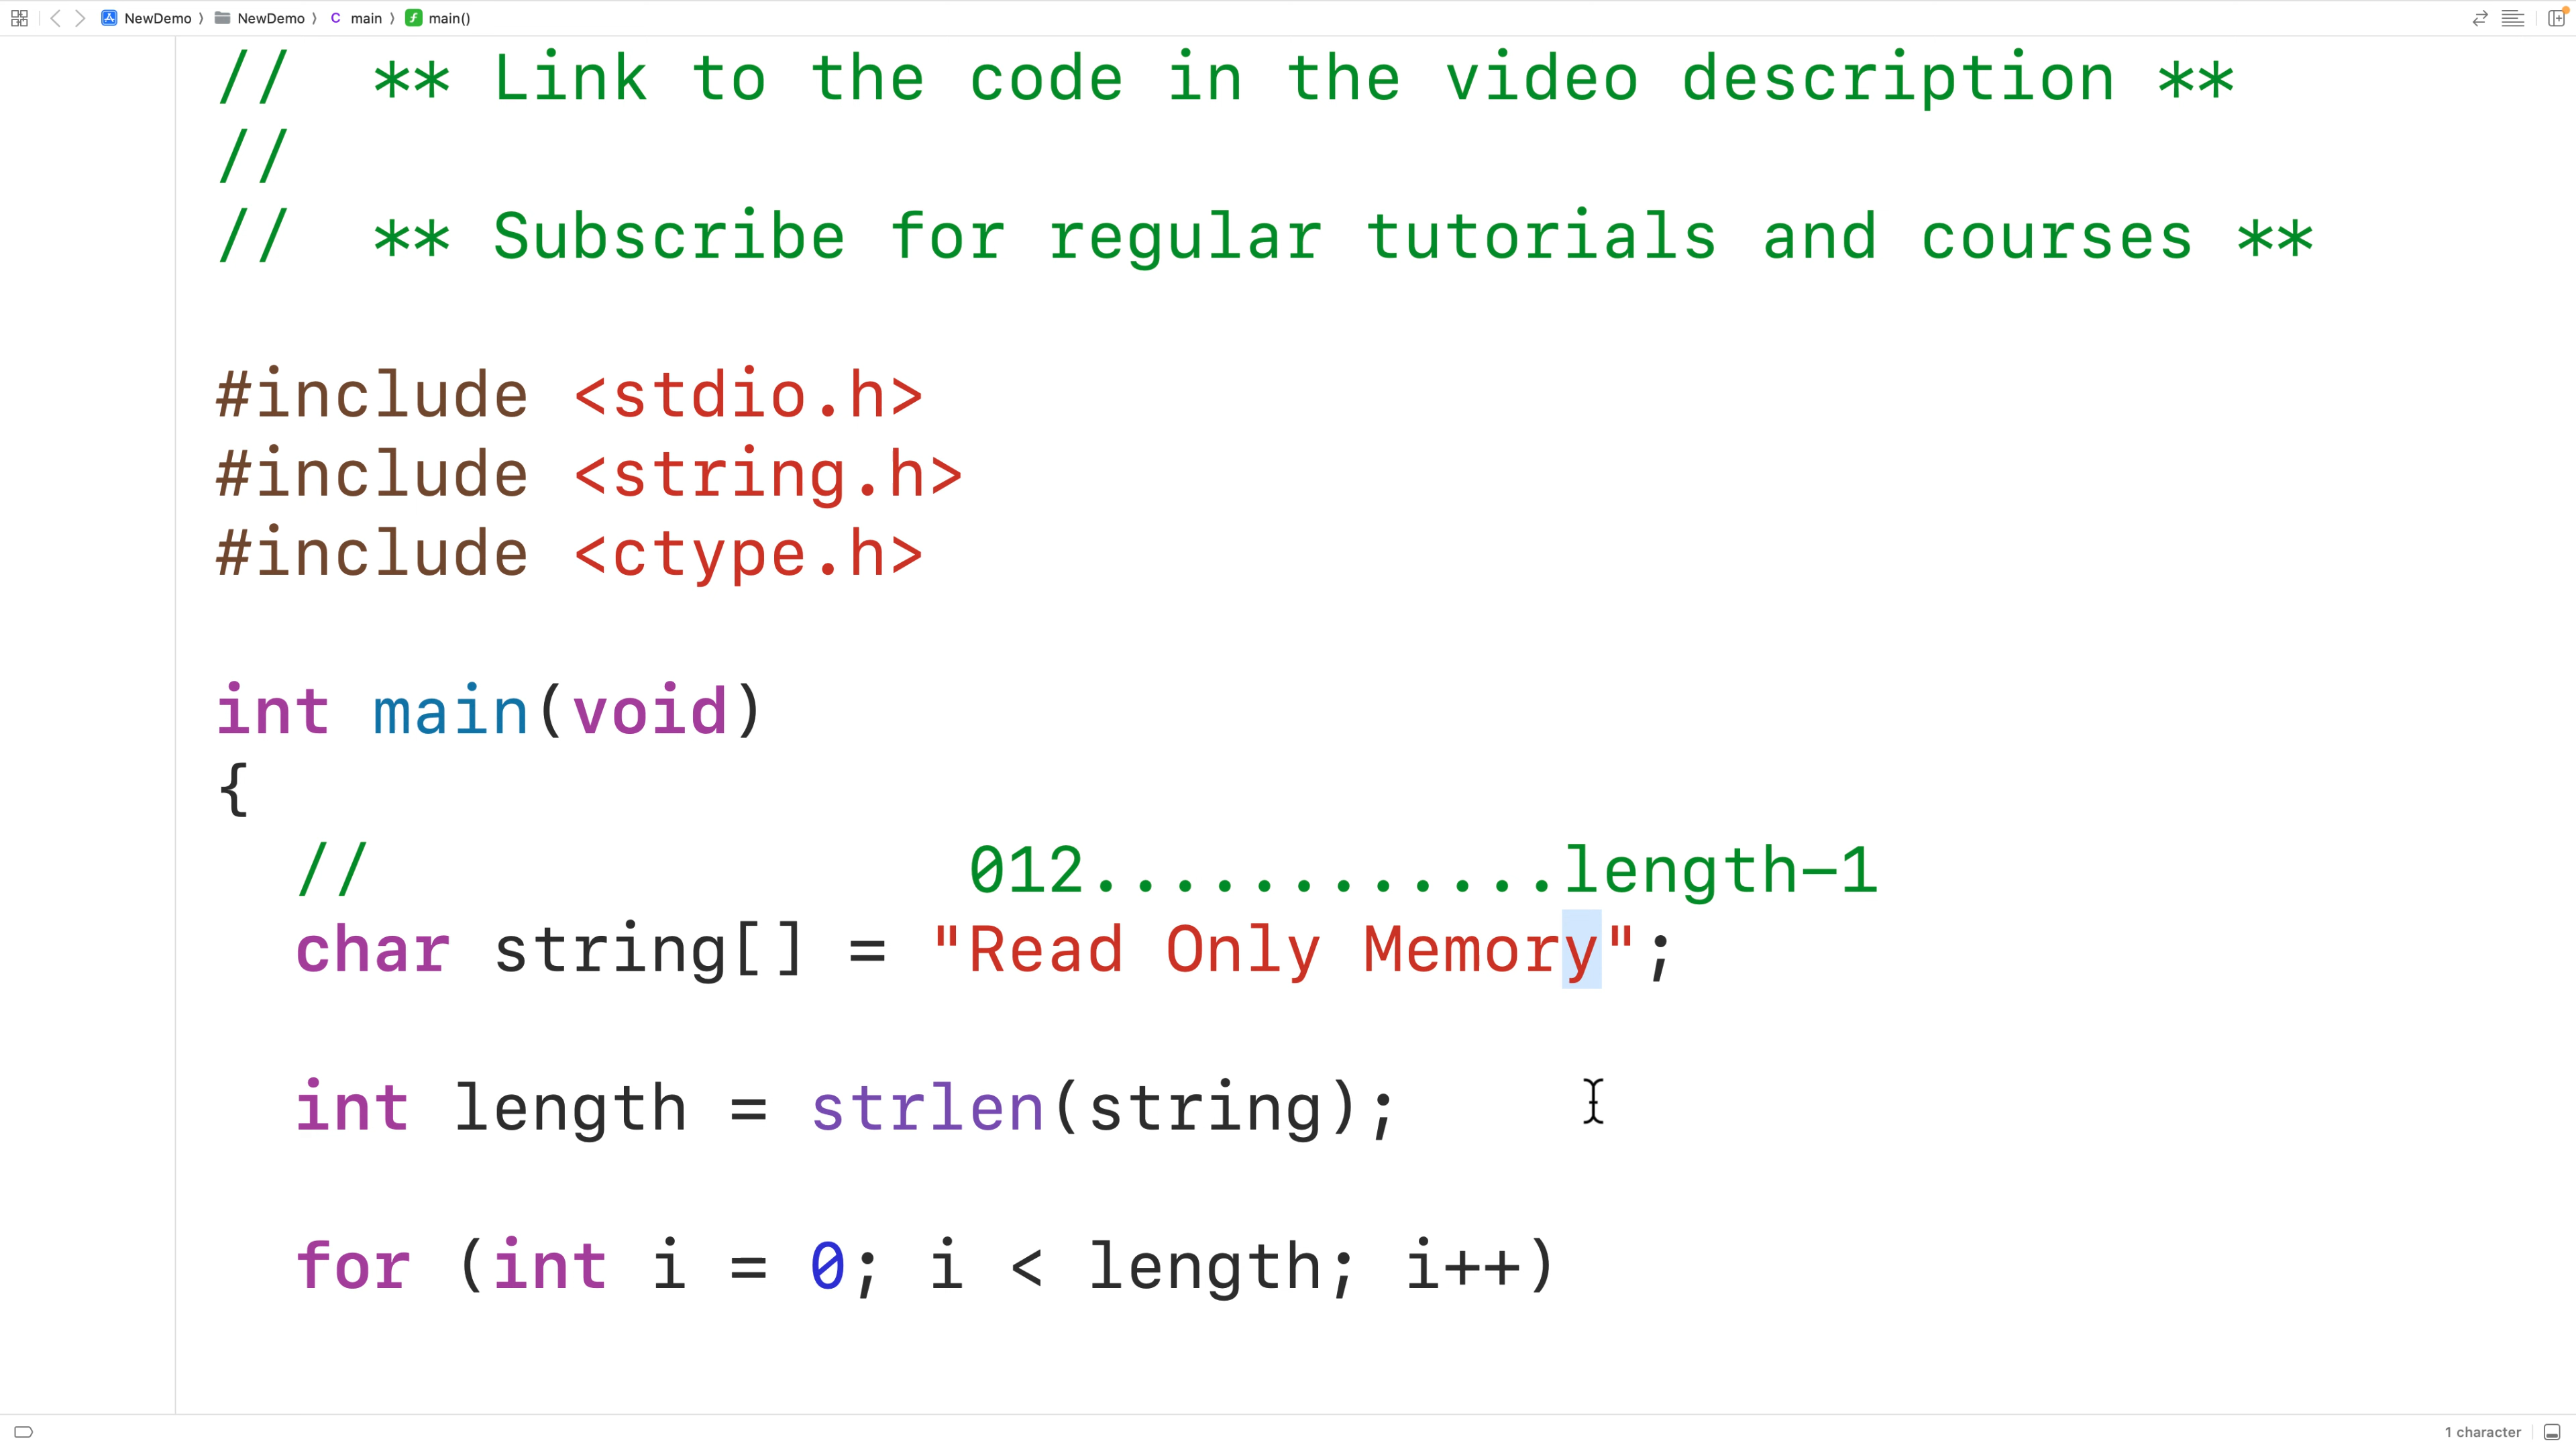 NewDemo 〉 NewDemo 〉 C main 〉 f main()
//  ** Link to the code in the video description **
//
//  ** Subscribe for regular tutorials and courses **
#include <stdio.h>
#include <string.h>
#include <ctype.h>
int main(void)
{
  //               012............length-1
  char string[] = "Read Only Memory";
  int length = strlen(string);
  for (int i = 0; i < length; i++)
1 character